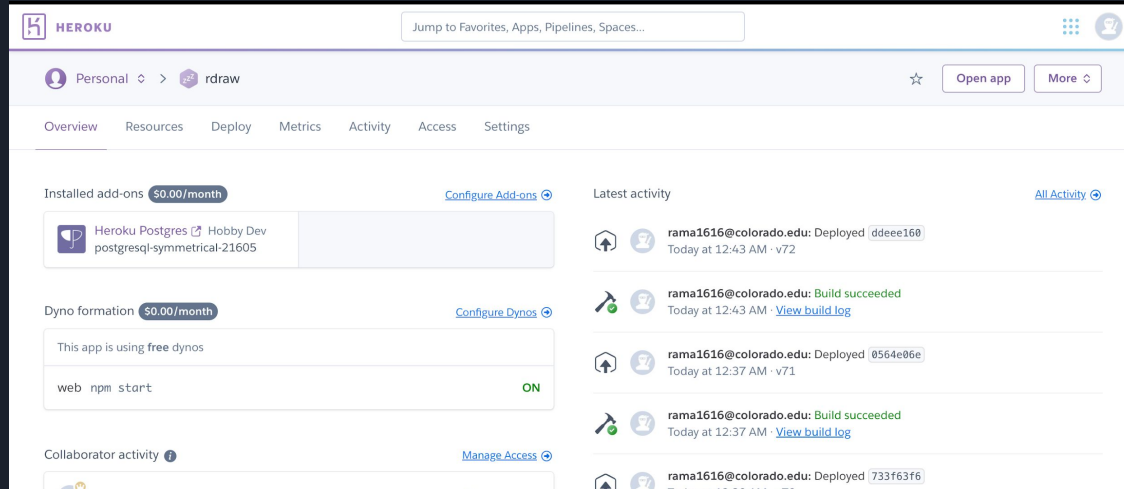 HEROKU
Jump to Favorites, Apps, Pipelines, Spaces...
Personal > rdraw
Open app
More
Overview Resources Deploy Metrics Activity Access Settings
Installed add-ons $0.00/month
Configure Add-ons
Heroku Postgres Hobby Dev
postgresql-symmetrical-21605
Dyno formation $0.00/month
Configure Dynos
This app is using free dynos
web npm start ON
Collaborator activity
Manage Access
Latest activity
All Activity
rama1616@colorado.edu: Deployed ddeee160
Today at 12:43 AM · v72
rama1616@colorado.edu: Build succeeded
Today at 12:43 AM · View build log
rama1616@colorado.edu: Deployed 0564e06e
Today at 12:37 AM · v71
rama1616@colorado.edu: Build succeeded
Today at 12:37 AM · View build log
rama1616@colorado.edu: Deployed 733f63f6